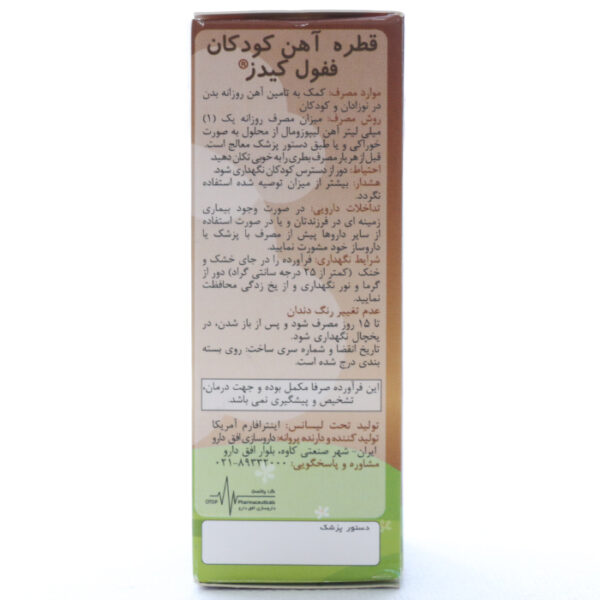 قطره آهن کودکان
ففول کیدز®
موارد مصرف: کمک به تامین آهن روزانه بدن
در نوزادان و کودکان
روش مصرف: میزان مصرف روزانه یک (۱)
میلی لیتر آهن لیپوزومال از محلول به صورت
خوراکی و یا طبق دستور پزشک معالج است.
قبل از هر بار مصرف بطری را به خوبی تکان دهید.
احتیاط: دور از دسترس کودکان نگهداری شود.
هشدار: بیشتر از میزان توصیه شده استفاده
نگردد.
تداخلات دارویی: در صورت وجود بیماری
زمینه ای در فرزندتان و یا در صورت استفاده
از سایر داروها پیش از مصرف با پزشک یا
داروساز خود مشورت نمایید.
شرایط نگهداری: فرآورده را در جای خشک و
خنک (کمتر از ۲۵ درجه سانتی گراد) دور از
گرما و نور نگهداری و از یخ زدگی محافظت
نمایید.
عدم تغییر رنگ دندان
تا ۱۵ روز مصرف شود و پس از باز شدن، در
یخچال نگهداری شود.
تاریخ انقضا و شماره سری ساخت: روی بسته
بندی درج شده است.
این فرآورده صرفا مکمل بوده و جهت درمان،
تشخیص و پیشگیری نمی باشد.
تولید تحت لیسانس: اینترافارم آمریکا
تولید کننده و دارنده پروانه: داروسازی افق دارو
ایران- شهر صنعتی کاوه، بلوار افق دارو
مشاوره و پاسخگویی: ۸۹۳۳۲۰۰۰-۰۲۱
OTOP
Pharmaceuticals
داروسازی افق دارو
دستور پزشک